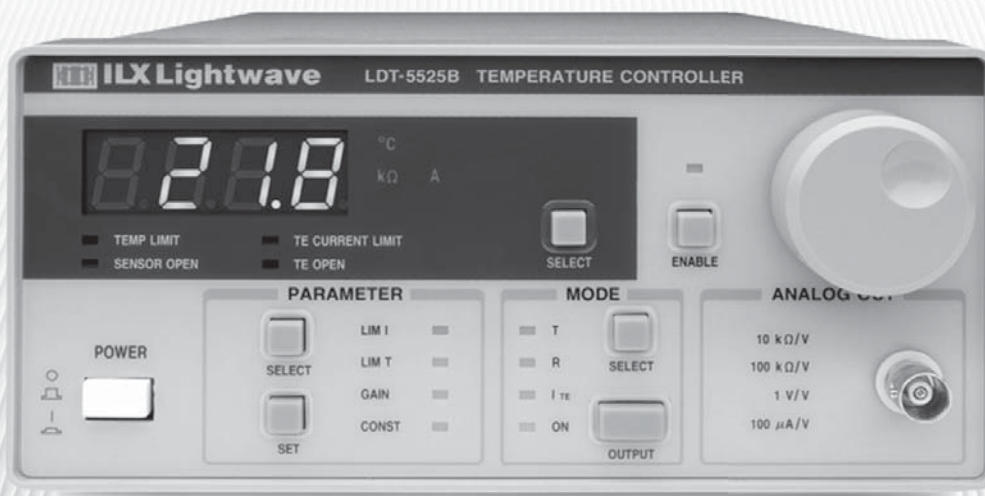 ILX Lightwave LDT-5525B TEMPERATURE CONTROLLER
21.8
°C
kΩ A
TEMP LIMIT TE CURRENT LIMIT
SENSOR OPEN TE OPEN
SELECT
ENABLE
POWER
PARAMETER
LIM I
LIM T
GAIN
CONST
SELECT
SET
MODE
T
R
I TE
ON
SELECT
OUTPUT
ANALOG OUT
10 kΩ/V
100 kΩ/V
1 V/V
100 μA/V